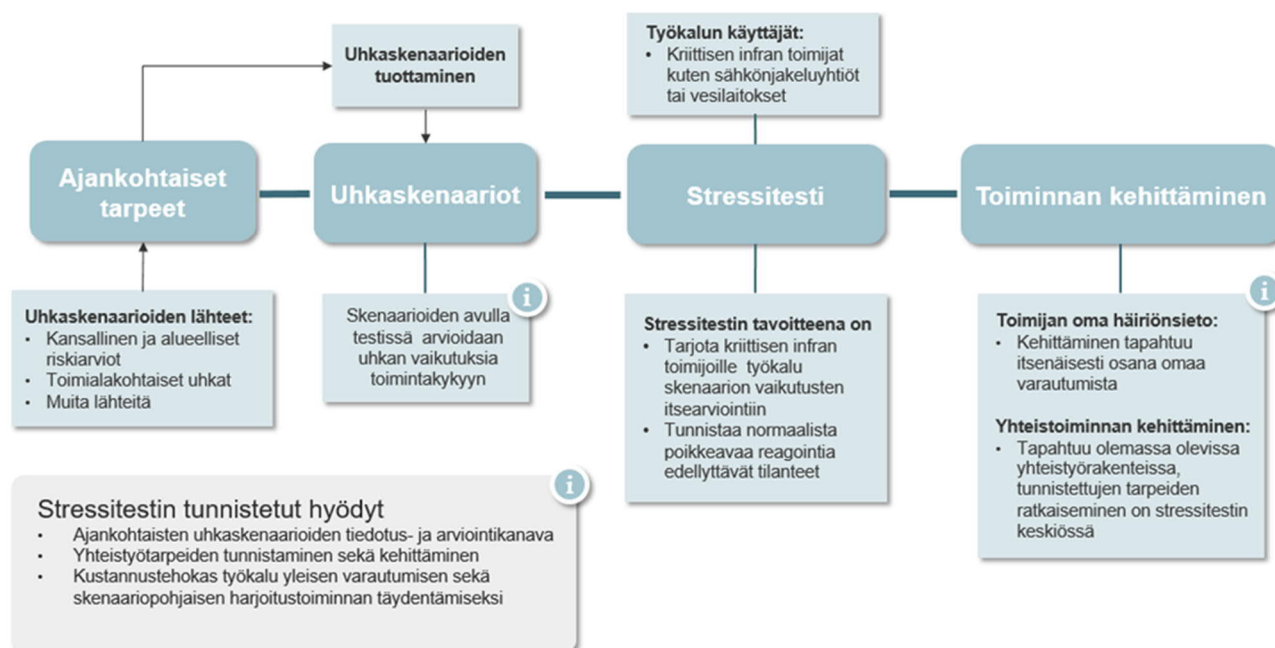 Uhkaskenaarioiden
tuottaminen
Työkalun käyttäjät:
• Kriittisen infran toimijat
kuten sähkönjakeluyhtiöt
tai vesilaitokset
Ajankohtaiset
tarpeet
Uhkaskenaariot
Stressitesti
Toiminnan kehittäminen
Uhkaskenaarioiden lähteet:
• Kansallinen ja alueelliset
riskiarviot
• Toimialakohtaiset uhkat
• Muita lähteitä
i
Skenaarioiden avulla
testissä arvioidaan
uhkan vaikutuksia
toimintakykyyn
Stressitestin tavoitteena on
• Tarjota kriittisen infran
toimijoille työkalu
skenaarion vaikutusten
itsearviointiin
• Tunnistaa normaalista
poikkeavaa reagointia
edellyttävät tilanteet
i
Toimijan oma häiriönsieto:
• Kehittäminen tapahtuu
itsenäisesti osana omaa
varautumista
Yhteistoiminnan kehittäminen:
• Tapahtuu olemassa olevissa
yhteistyörakenteissa,
tunnistettujen tarpeiden
ratkaiseminen on stressitestin
keskiössä
i
Stressitestin tunnistetut hyödyt
• Ajankohtaisten uhkaskenaarioiden tiedotus- ja arviointikanava
• Yhteistyötarpeiden tunnistaminen sekä kehittäminen
• Kustannustehokas työkalu yleisen varautumisen sekä
skenaariopohjaisen harjoitustoiminnan täydentämiseksi